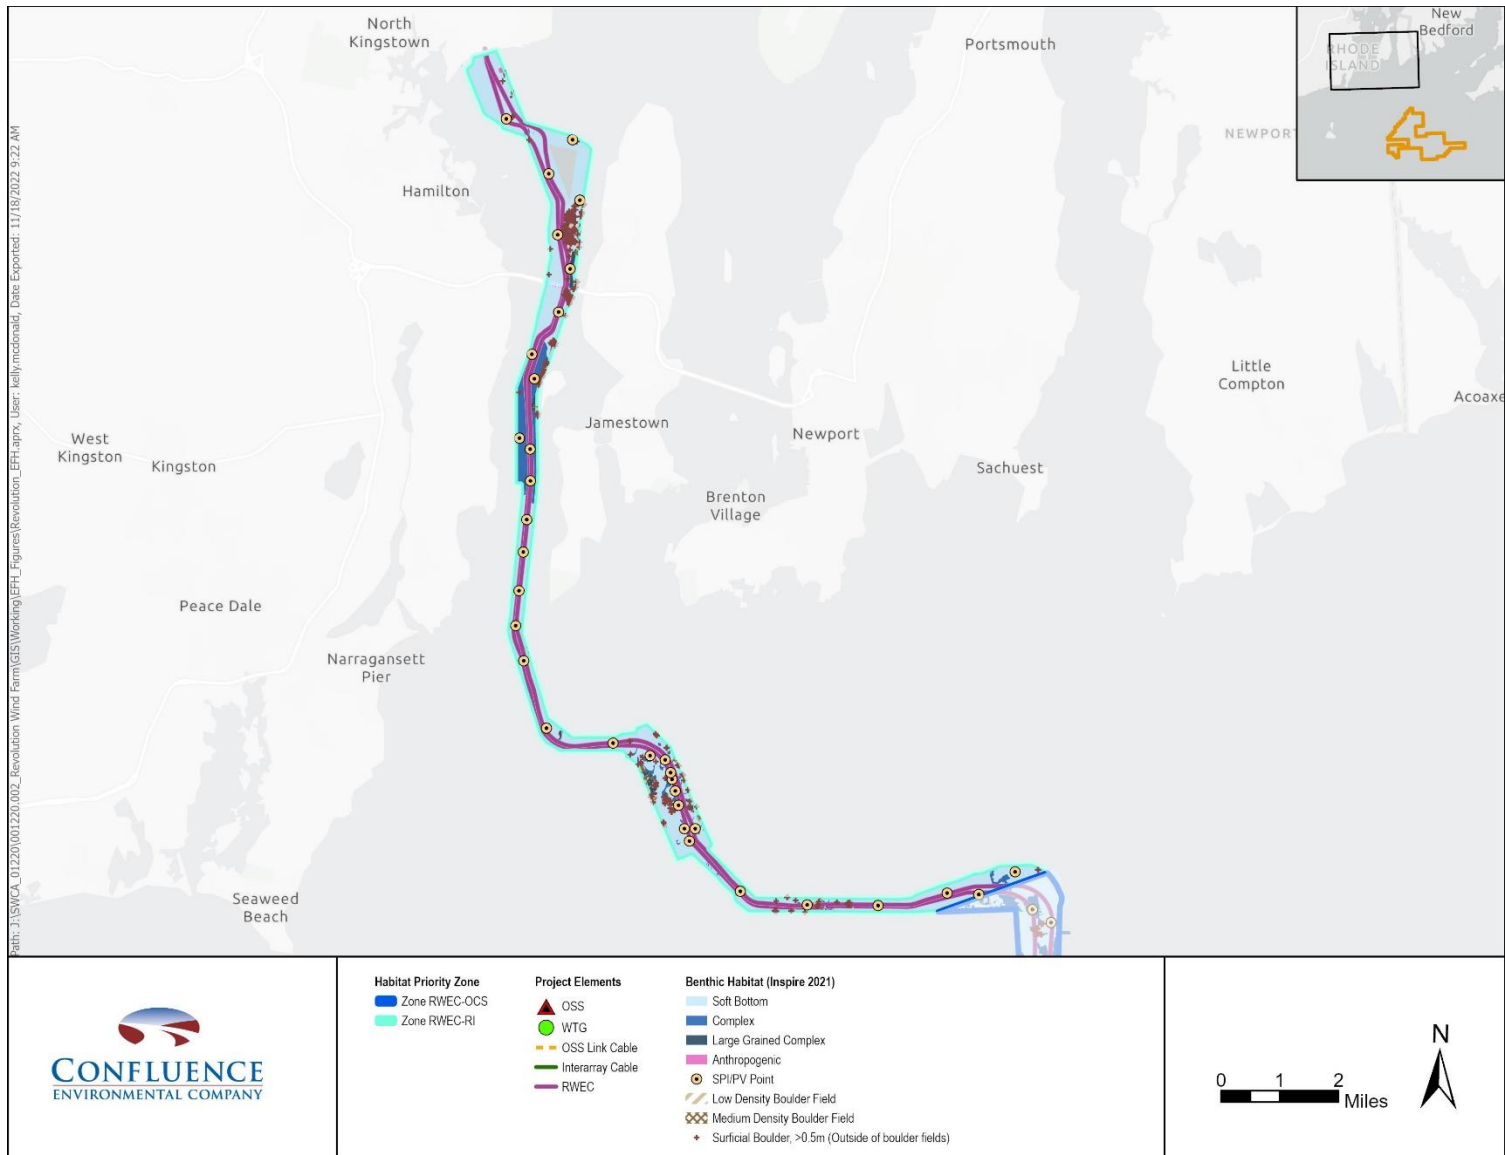 North
Kingstown
Portsmouth
New
Bedford
RHODE
ISLAND
NEWPORT
Hamilton
Little
Compton
Acoaxe
West
Kingston
Kingston
Jamestown
Newport
Sachuest
Brenton
Village
Peace Dale
Narragansett
Pier
Seaweed
Beach
Path: J:\SWCA_01220\001220.002_Revolution Wind Farm\GIS\Working\EFH_Figures\Revolution_EFH.aprx, User: kelly.mcdonald, Date Exported: 11/18/2022 9:22 AM
CONFLUENCE
ENVIRONMENTAL COMPANY
Habitat Priority Zone
Zone RWEC-OCS
Zone RWEC-RI
Project Elements
OSS
WTG
OSS Link Cable
Interarray Cable
RWEC
Benthic Habitat (Inspire 2021)
Soft Bottom
Complex
Large Grained Complex
Anthropogenic
SPI/PV Point
Low Density Boulder Field
Medium Density Boulder Field
Surficial Boulder, >0.5m (Outside of boulder fields)
0 1 2
Miles
N